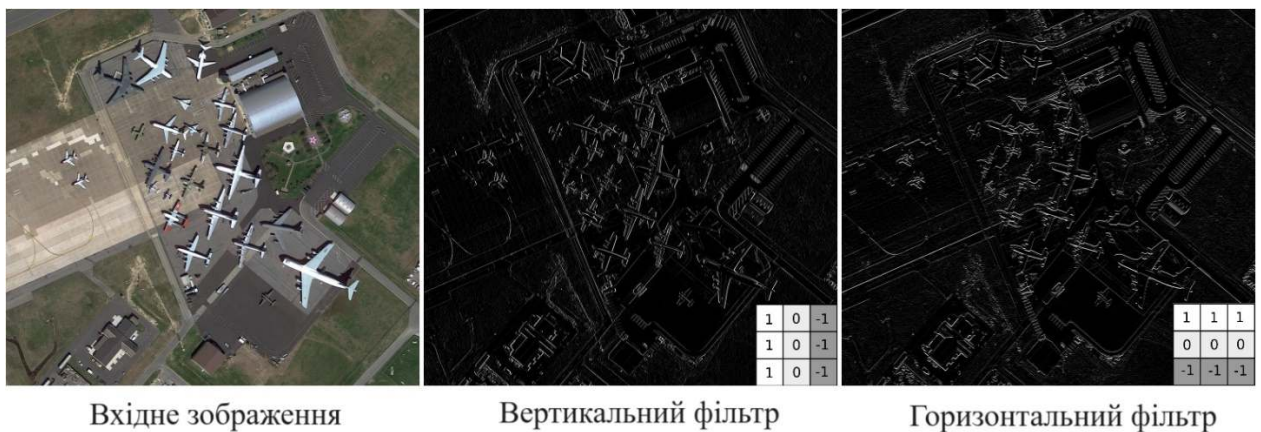 1 0 -1
1 0 -1
1 0 -1
1 1 1
0 0 0
-1 -1 -1
Вхідне зображення
Вертикальний фільтр
Горизонтальний фільтр